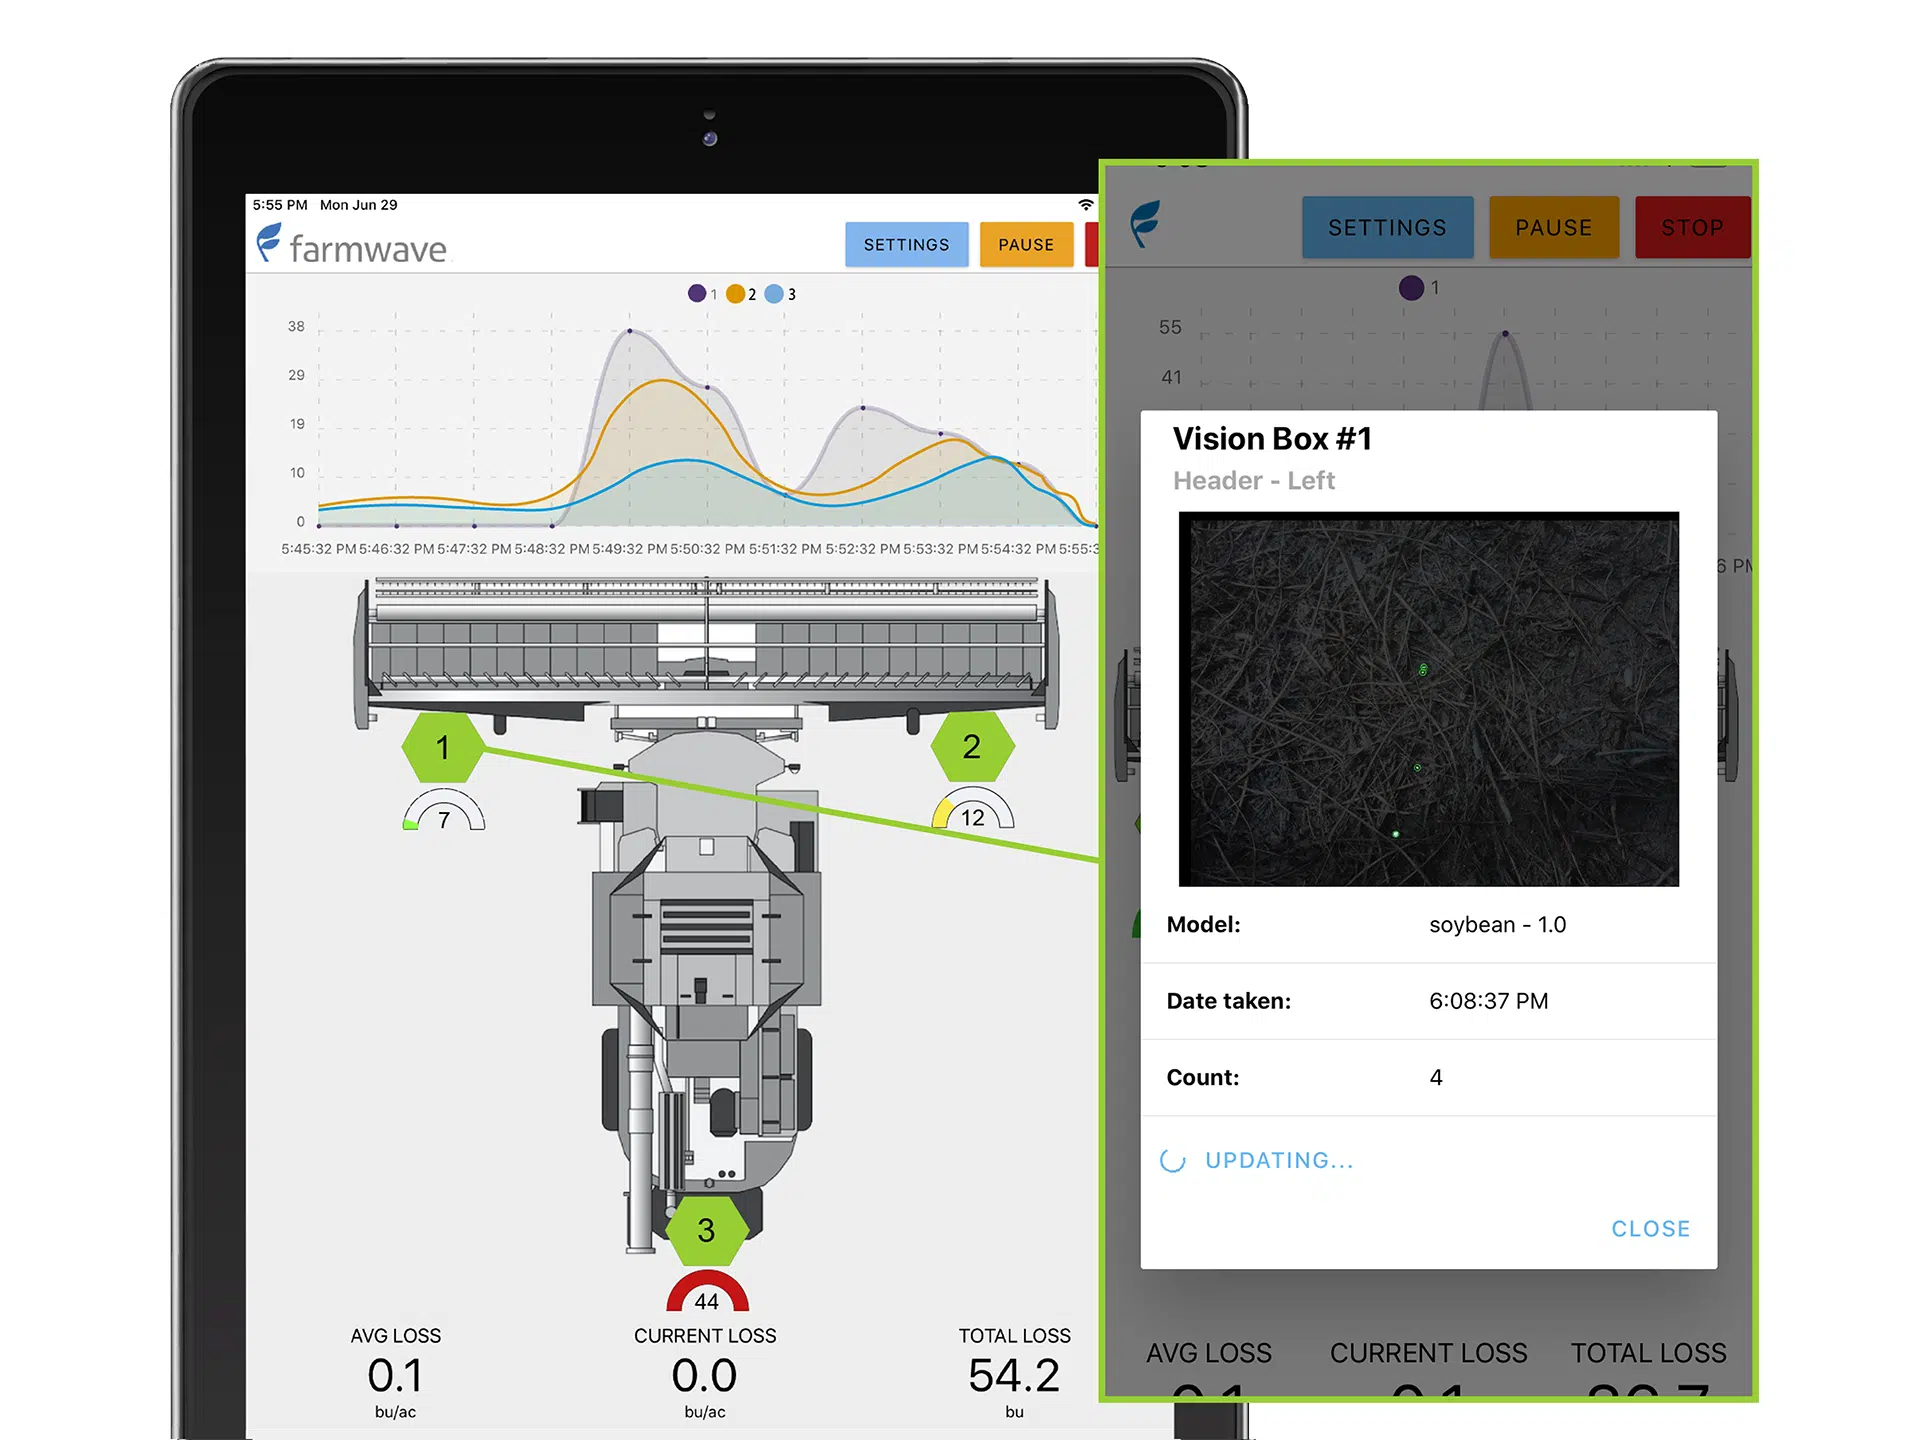 5:55 PM Mon Jun 29
farmwave
SETTINGS
PAUSE
1 2 3
38
29
19
10
0
5:45:32 PM 5:46:32 PM 5:47:32 PM 5:48:32 PM 5:49:32 PM 5:50:32 PM 5:51:32 PM 5:52:32 PM 5:53:32 PM 5:54:32 PM 5:55:3
1
2
7
12
3
44
AVG LOSS
0.1
bu/ac
CURRENT LOSS
0.0
bu/ac
TOTAL LOSS
54.2
bu
SETTINGS
PAUSE
STOP
1
55
41
6 PM
Vision Box #1
Header - Left
Model: soybean - 1.0
Date taken: 6:08:37 PM
Count: 4
UPDATING...
CLOSE
AVG LOSS
0.1
CURRENT LOSS
0.1
TOTAL LOSS